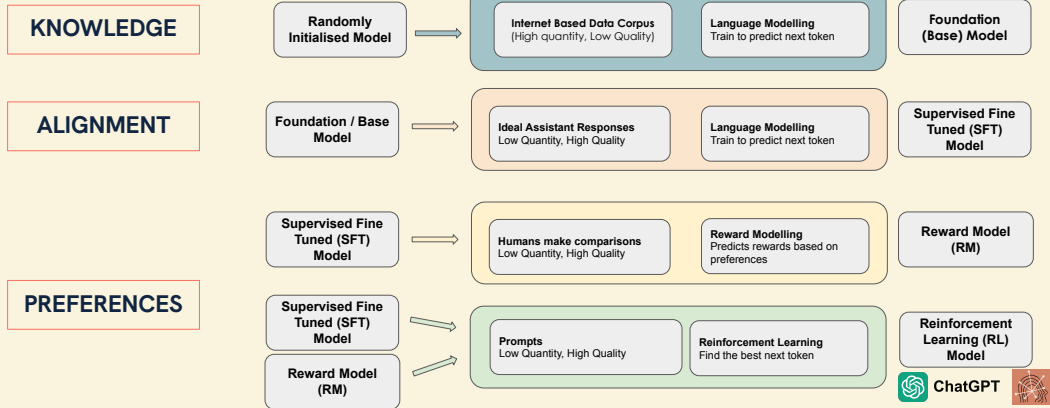 KNOWLEDGE
Randomly
Initialised Model
Internet Based Data Corpus
(High quantity, Low Quality)
Language Modelling
Train to predict next token
Foundation
(Base) Model
ALIGNMENT
Foundation / Base
Model
Ideal Assistant Responses
Low Quantity, High Quality
Language Modelling
Train to predict next token
Supervised Fine
Tuned (SFT)
Model
PREFERENCES
Supervised Fine
Tuned (SFT)
Model
Humans make comparisons
Low Quantity, High Quality
Reward Modelling
Predicts rewards based on
preferences
Reward Model
(RM)
Supervised Fine
Tuned (SFT)
Model
Reward Model
(RM)
Prompts
Low Quantity, High Quality
Reinforcement Learning
Find the best next token
Reinforcement
Learning (RL)
Model
ChatGPT